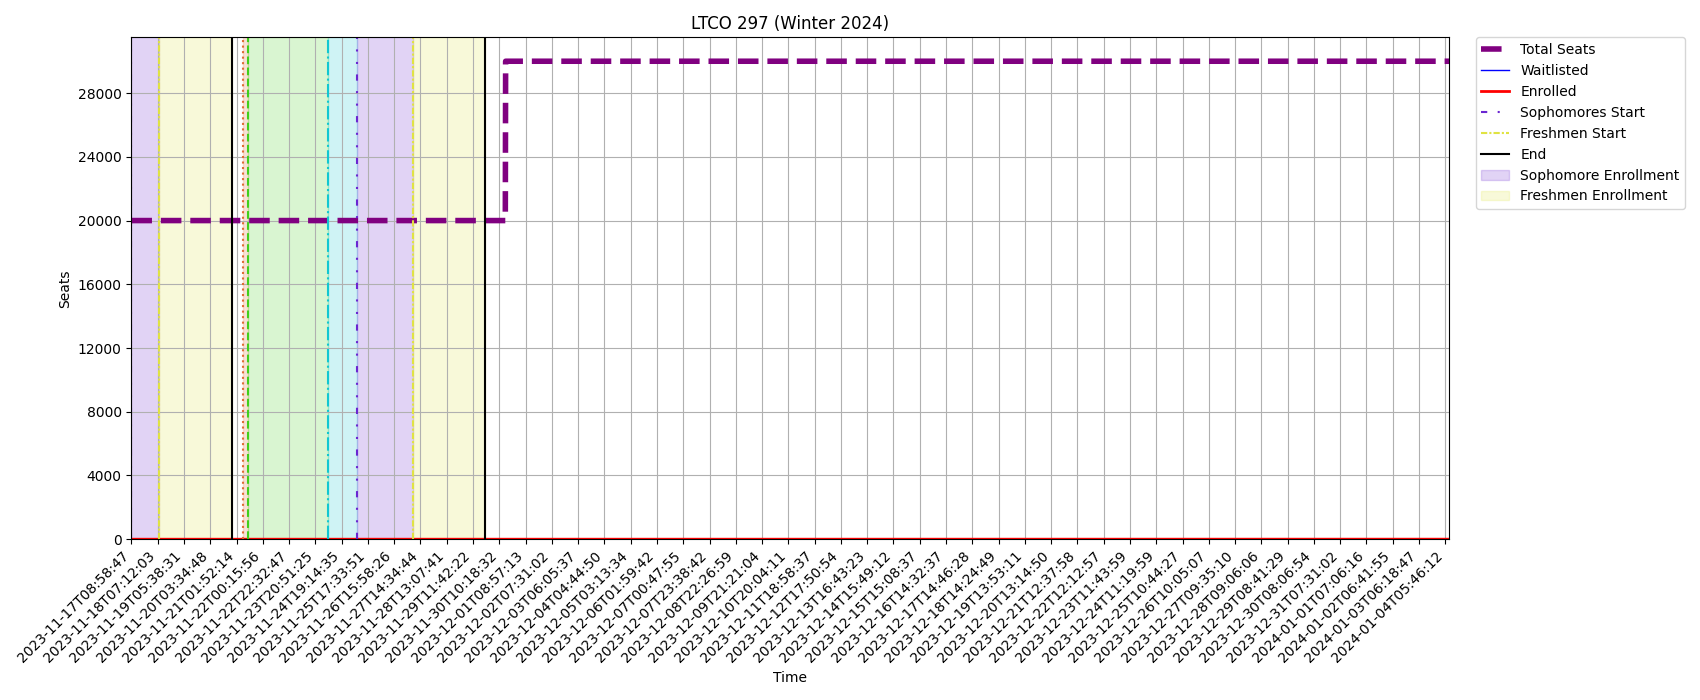 LTCO 297 (Winter 2024)
Total Seats
Waitlisted
Enrolled
Sophomores Start
Freshmen Start
End
Sophomore Enrollment
Freshmen Enrollment
Seats
28000
24000
20000
16000
12000
8000
4000
0
2023-11-17T08:58:47
2023-11-18T07:12:03
2023-11-19T05:38:31
2023-11-20T03:34:48
2023-11-21T01:52:14
2023-11-22T00:15:56
2023-11-22T22:32:47
2023-11-23T20:51:25
2023-11-24T19:14:35
2023-11-25T17:33:51
2023-11-26T15:58:26
2023-11-27T14:34:44
2023-11-28T13:07:41
2023-11-29T11:42:22
2023-11-30T10:18:32
2023-12-01T08:57:13
2023-12-02T07:31:02
2023-12-03T06:05:37
2023-12-04T04:44:50
2023-12-05T03:13:34
2023-12-06T01:59:42
2023-12-07T00:47:55
2023-12-07T23:38:42
2023-12-08T22:26:59
2023-12-09T21:21:04
2023-12-10T20:04:11
2023-12-11T18:58:37
2023-12-12T17:50:54
2023-12-13T16:43:23
2023-12-14T15:49:12
2023-12-15T15:08:37
2023-12-16T14:32:37
2023-12-17T14:46:28
2023-12-18T14:24:49
2023-12-19T13:53:11
2023-12-20T13:14:50
2023-12-21T12:37:58
2023-12-22T12:12:57
2023-12-23T11:43:59
2023-12-24T11:19:59
2023-12-25T10:44:27
2023-12-26T10:05:07
2023-12-27T09:35:10
2023-12-28T09:06:06
2023-12-29T08:41:29
2023-12-30T08:06:54
2023-12-31T07:31:02
2024-01-01T07:06:16
2024-01-02T06:41:55
2024-01-03T06:18:47
2024-01-04T05:46:12
Time